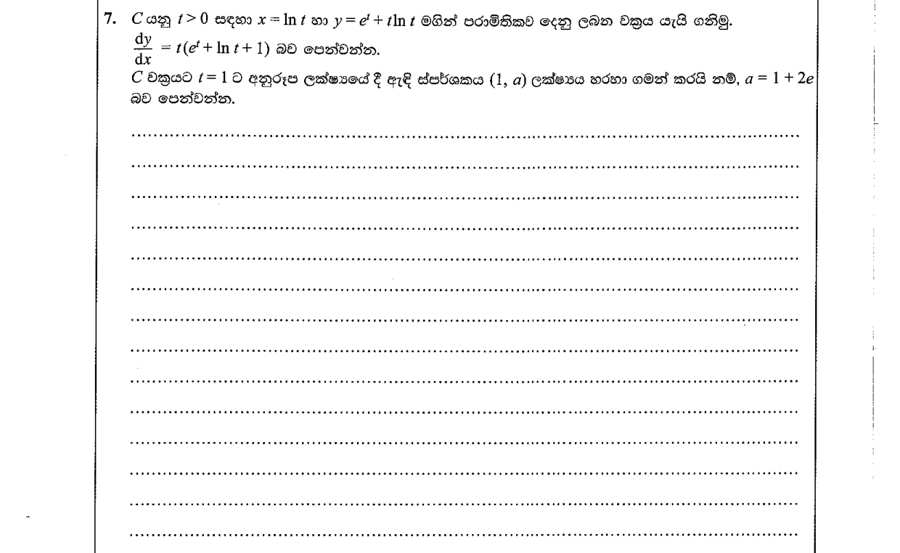 7. C යනු t > 0 සඳහා x = ln t හා y = eᵗ + t ln t මගින් පරාමිතිකව දෙනු ලබන වක්‍රය යැයි ගනිමු.
dy/dx = t(eᵗ + ln t + 1) බව පෙන්වන්න.
C වක්‍රයට t = 1 ට අනුරූප ලක්ෂ්‍යයේ දී ඇඳි ස්පර්ශකය (1, a) ලක්ෂ්‍යය හරහා ගමන් කරයි නම්, a = 1 + 2e
බව පෙන්වන්න.